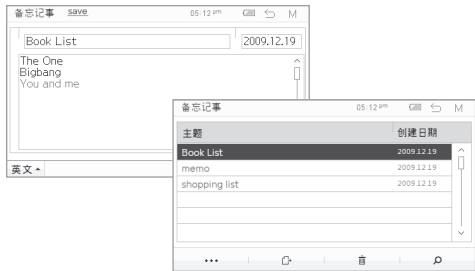 备忘记事 save 05:12 pm M
Book List 2009.12.19
The One
Bigbang
You and me
英文
备忘记事 05:12 pm M
主题 创建日期
Book List 2009.12.19
memo 2009.12.19
shopping list 2009.12.19